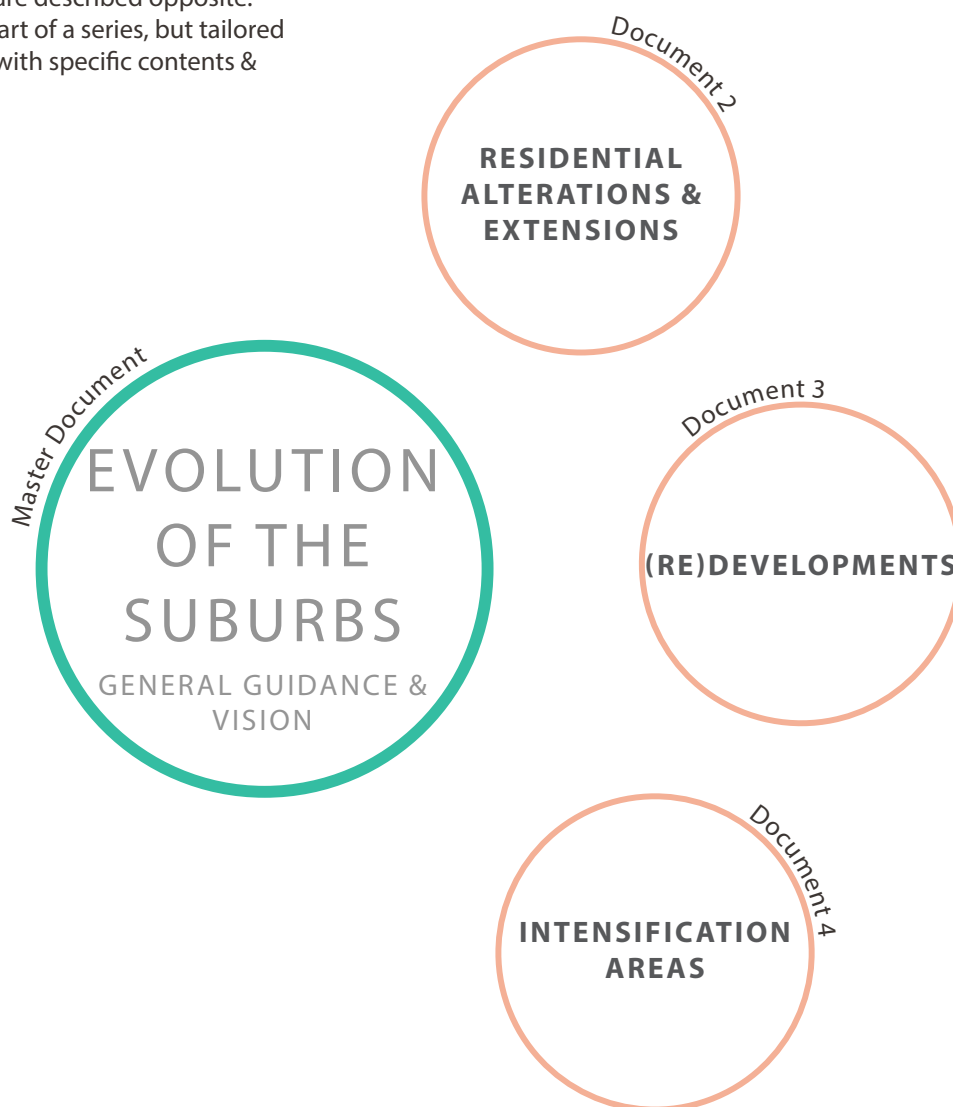 are described opposite.
art of a series, but tailored
with specific contents &
Document 2
RESIDENTIAL
ALTERATIONS &
EXTENSIONS
Master Document
EVOLUTION
OF THE
SUBURBS
GENERAL GUIDANCE &
VISION
Document 3
(RE)DEVELOPMENTS
Document 4
INTENSIFICATION
AREAS